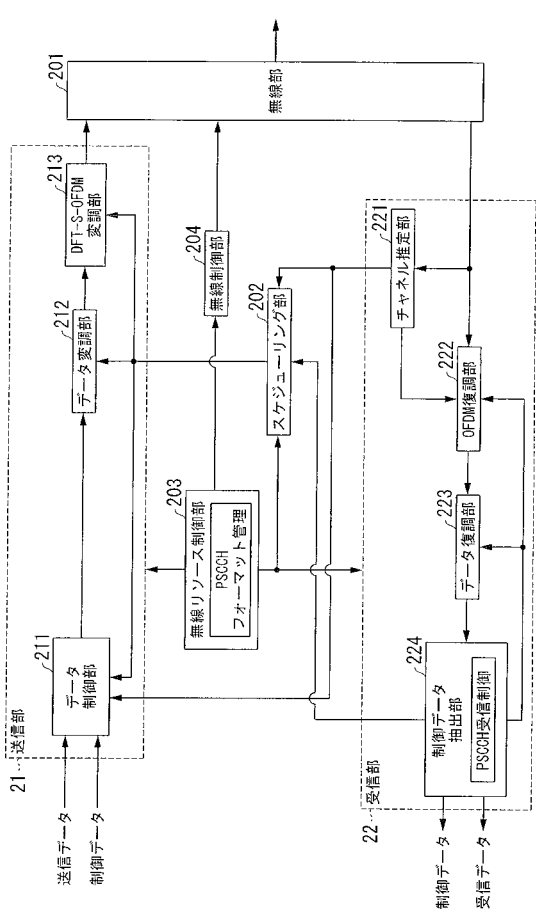 送信データ
制御データ
21
送信部
211
データ
制御部
212
データ変調部
213
DFT-S-OFDM
変調部
201
無線部
203
無線リソース制御部
PSCCH
フォーマット管理
204
無線制御部
202
スケジューリング部
22
受信部
221
チャネル推定部
222
OFDM復調部
223
データ復調部
224
制御データ
抽出部
PSCCH受信制御
制御データ
受信データ